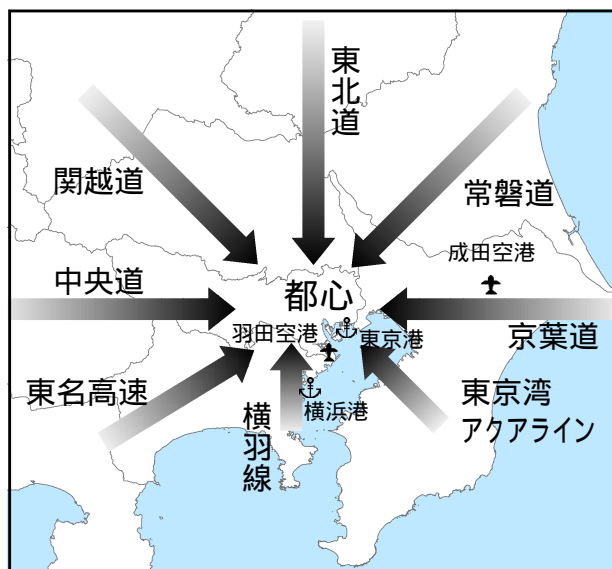 東北道
関越道
常磐道
成田空港
中央道
都心
羽田空港
東京港
京葉道
東名高速
横浜港
横羽線
東京湾
アクアライン